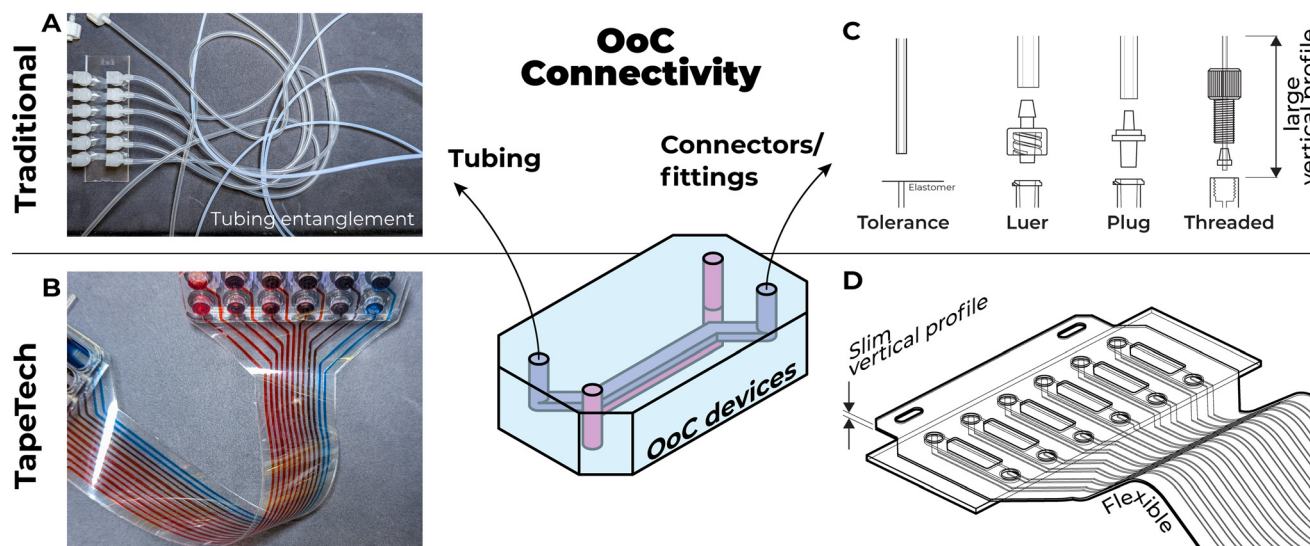 Traditional
A
Tubing entanglement
OoC
Connectivity
Tubing
Connectors/
fittings
C
Elastomer
Tolerance
Luer
Plug
Threaded
large
vertical profile
TapeTech
B
OoC devices
D
Slim
vertical profile
Flexible